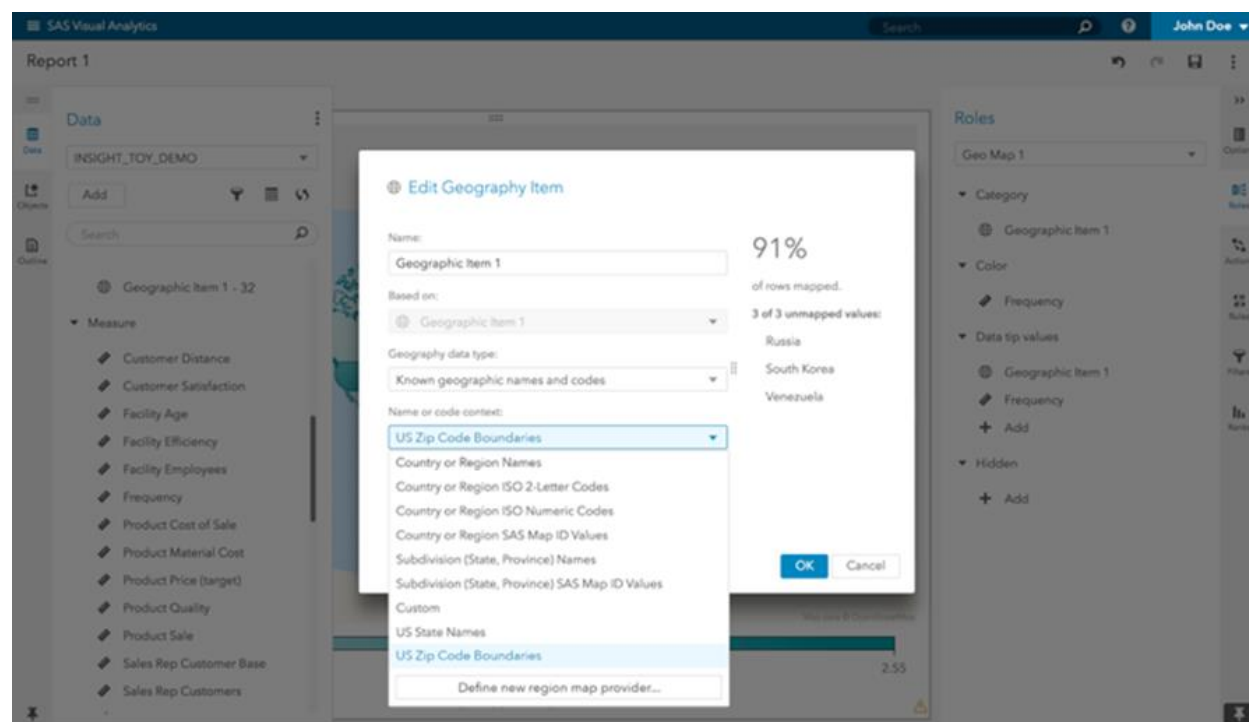 SAS Visual Analytics
Search
John Doe
Report 1
Data
INSIGHT_TOY_DEMO
Add
Search
Geographic Item 1 - 32
Measure
Customer Distance
Customer Satisfaction
Facility Age
Facility Efficiency
Facility Employees
Frequency
Product Cost of Sale
Product Material Cost
Product Price (target)
Product Quality
Product Sale
Sales Rep Customer Base
Sales Rep Customers
Data
Objects
Outline
Edit Geography Item
Name:
Geographic Item 1
Based on:
Geographic Item 1
Geography data type:
Known geographic names and codes
Name or code context:
US Zip Code Boundaries
Country or Region Names
Country or Region ISO 2-Letter Codes
Country or Region ISO Numeric Codes
Country or Region SAS Map ID Values
Subdivision (State, Province) Names
Subdivision (State, Province) SAS Map ID Values
Custom
US State Names
US Zip Code Boundaries
Define new region map provider...
91%
of rows mapped.
3 of 3 unmapped values:
Russia
South Korea
Venezuela
OK
Cancel
2.55
Roles
Geo Map 1
Category
Geographic Item 1
Color
Frequency
Data tip values
Geographic Item 1
Frequency
Add
Hidden
Add